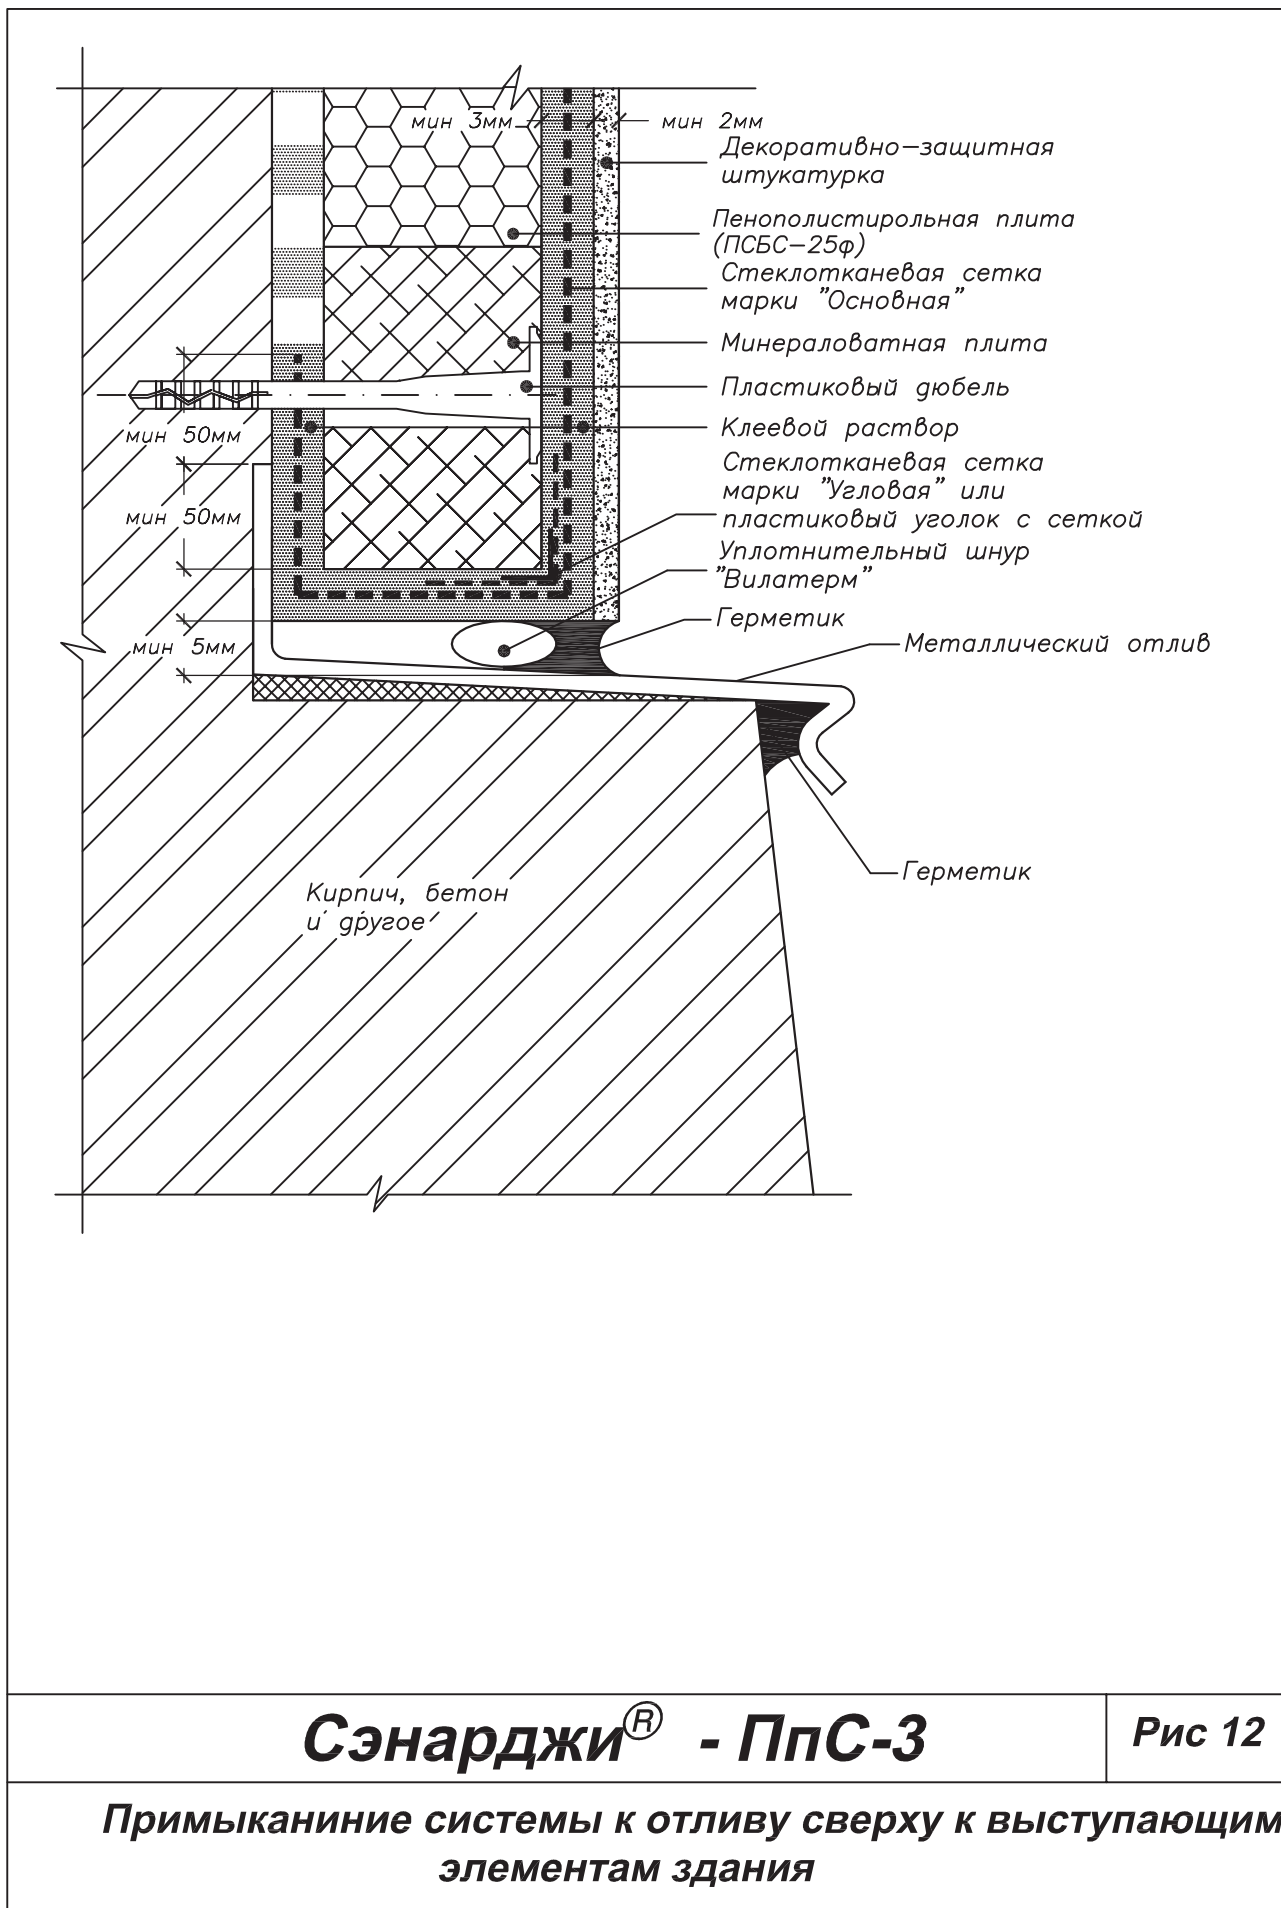 мин 3мм
мин 2мм
Декоративно-защитная
штукатурка
Пенополистирольная плита
(ПСБС-25ф)
Стеклотканевая сетка
марки "Основная"
Минераловатная плита
Пластиковый дюбель
мин 50мм
Клеевой раствор
Стеклотканевая сетка
марки "Угловая" или
пластиковый уголок с сеткой
мин 50мм
Уплотнительный шнур
"Вилатерм"
Герметик
мин 5мм
Металлический отлив
Герметик
Кирпич, бетон
и другое
Сэнарджи® - ПпС-3
Рис 12
Примыканиние системы к отливу сверху к выступающим
элементам здания